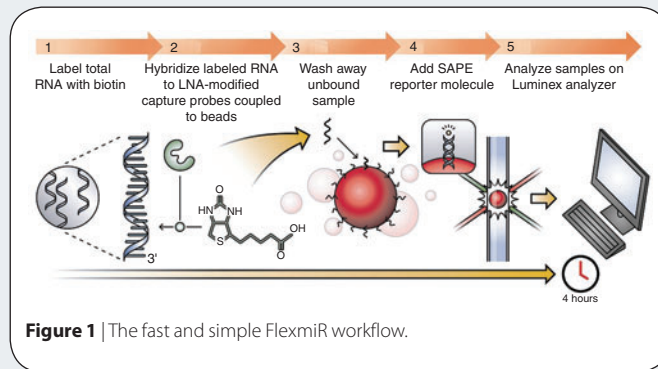 1
Label total
RNA with biotin
2
Hybridize labeled RNA
to LNA-modified
capture probes coupled
to beads
3
Wash away
unbound
sample
4
Add SAPE
reporter molecule
5
Analyze samples on
Luminex analyzer
3'
O
HN
NH
S
OH
O
4 hours
Figure 1 | The fast and simple FlexmiR workflow.